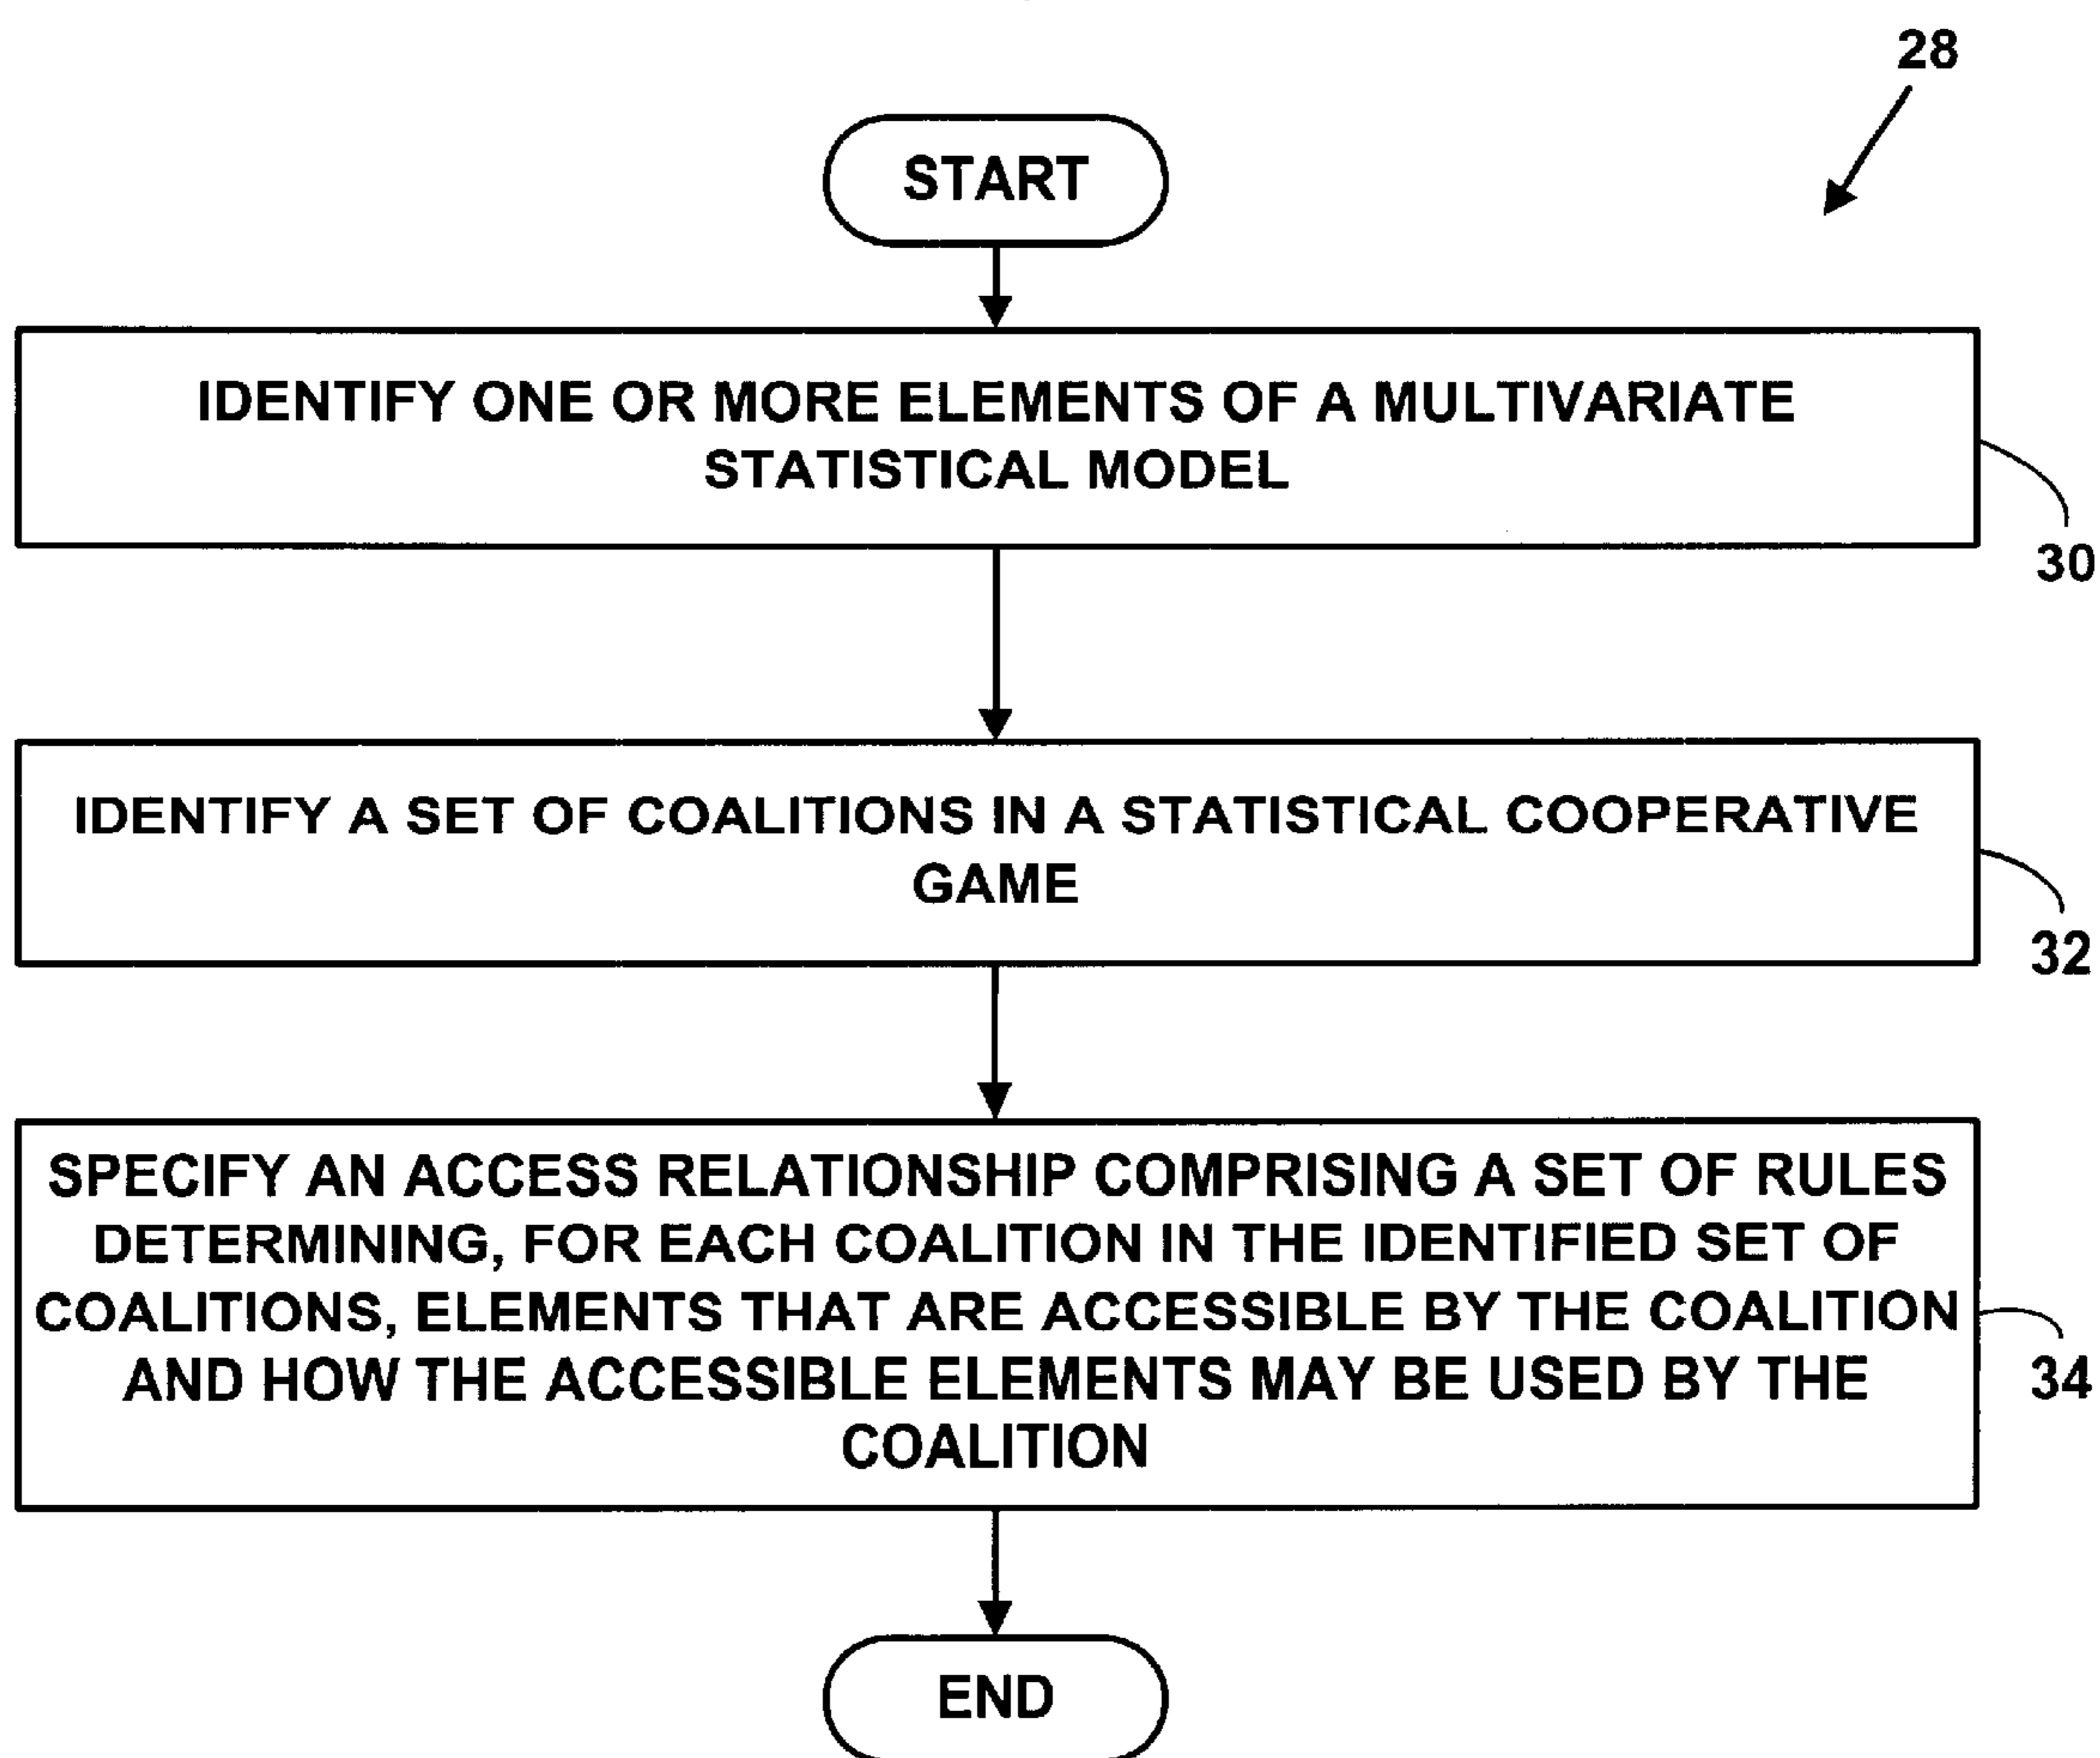 28
START
IDENTIFY ONE OR MORE ELEMENTS OF A MULTIVARIATE
STATISTICAL MODEL
30
IDENTIFY A SET OF COALITIONS IN A STATISTICAL COOPERATIVE
GAME
32
SPECIFY AN ACCESS RELATIONSHIP COMPRISING A SET OF RULES
DETERMINING, FOR EACH COALITION IN THE IDENTIFIED SET OF
COALITIONS, ELEMENTS THAT ARE ACCESSIBLE BY THE COALITION
AND HOW THE ACCESSIBLE ELEMENTS MAY BE USED BY THE
COALITION
34
END